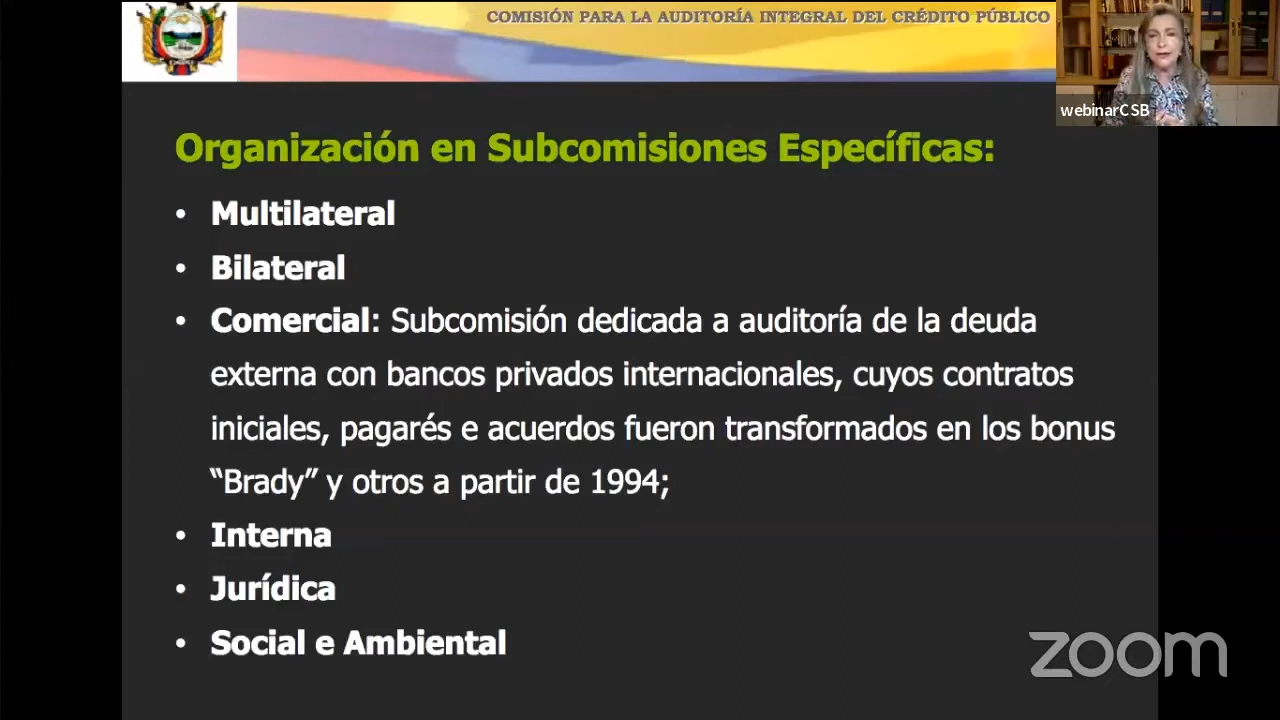 COMISIÓN PARA LA AUDITORÍA INTEGRAL DEL CRÉDITO PÚBLICO
webinarCSB
Organización en Subcomisiones Específicas:
• Multilateral
• Bilateral
• Comercial: Subcomisión dedicada a auditoría de la deuda
externa con bancos privados internacionales, cuyos contratos
iniciales, pagarés e acuerdos fueron transformados en los bonus
“Brady” y otros a partir de 1994;
• Interna
• Jurídica
• Social e Ambiental
zoom